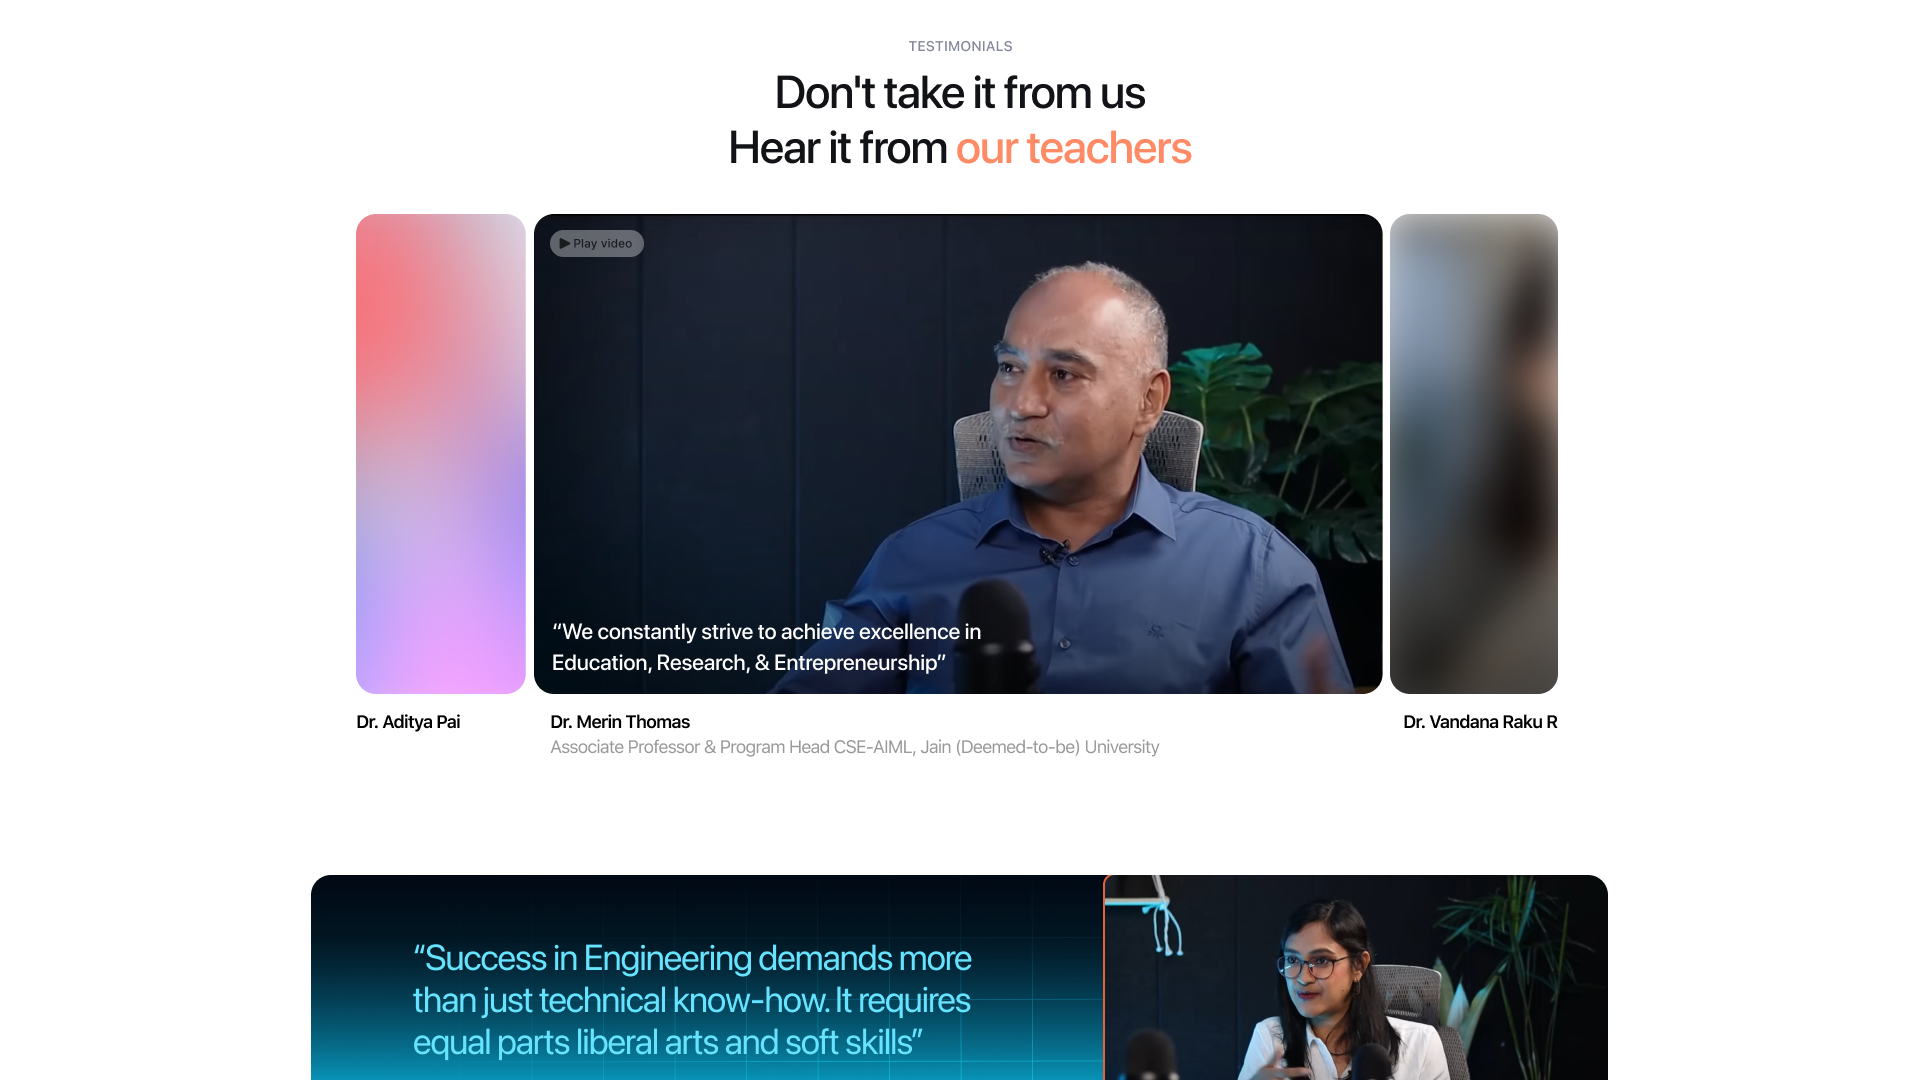 TESTIMONIALS
Don't take it from us
Hear it from our teachers
Play video
“We constantly strive to achieve excellence in
Education, Research, & Entrepreneurship”
Dr. Aditya Pai
Dr. Merin Thomas
Associate Professor & Program Head CSE-AIML, Jain (Deemed-to-be) University
Dr. Vandana Raku R
“Success in Engineering demands more
than just technical know-how. It requires
equal parts liberal arts and soft skills”